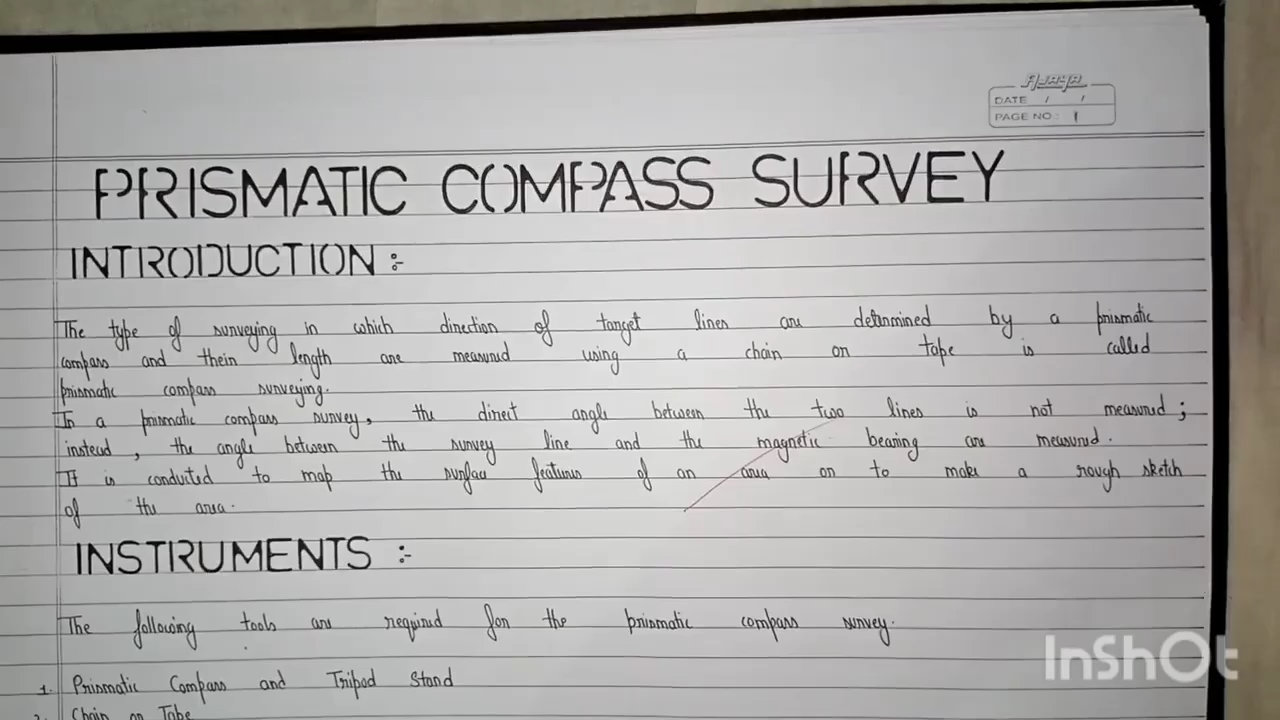 Ajaya
DATE / /
PAGE NO: 1
PRISMATIC COMPASS SURVEY
INTRODUCTION :-
The type of surveying in which direction of target lines are determined by a prismatic
compass and their length are measured using a chain or tape is called
prismatic compass surveying.
In a prismatic compass survey, the direct angle between the two lines is not measured;
instead, the angle between the survey line and the magnetic bearing are measured.
It is conducted to map the surface features of an area or to make a rough sketch
of the area.
INSTRUMENTS :-
The following tools are required for the prismatic compass survey.
1. Prismatic Compass and Tripod Stand
2. Chain or Tape
InShOt